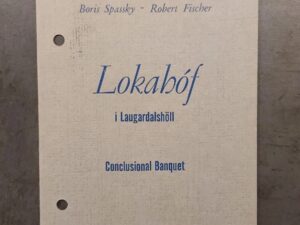 Boris Spassky - Robert Fischer
Lokahóf
i Laugardalshöll
Conclusional Banquet